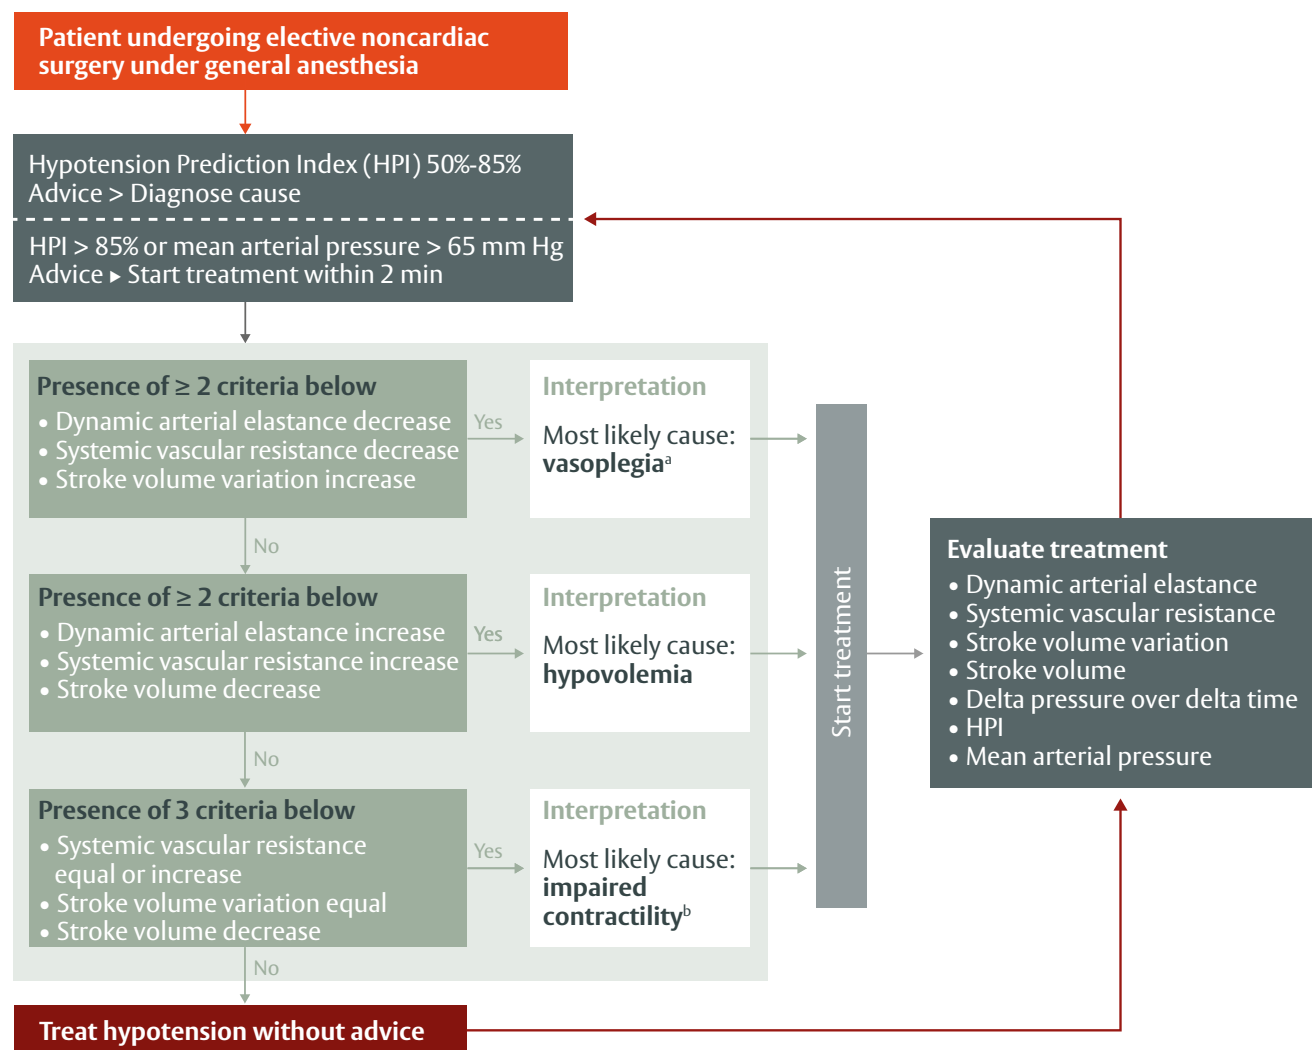 Patient undergoing elective noncardiac
surgery under general anesthesia
Hypotension Prediction Index (HPI) 50%-85%
Advice > Diagnose cause
HPI > 85% or mean arterial pressure > 65 mm Hg
Advice ▸ Start treatment within 2 min
Presence of ≥ 2 criteria below
• Dynamic arterial elastance decrease
• Systemic vascular resistance decrease
• Stroke volume variation increase
Yes
Interpretation
Most likely cause:
vasoplegiaᵃ
No
Presence of ≥ 2 criteria below
• Dynamic arterial elastance increase
• Systemic vascular resistance increase
• Stroke volume decrease
Yes
Interpretation
Most likely cause:
hypovolemia
No
Presence of 3 criteria below
• Systemic vascular resistance
equal or increase
• Stroke volume variation equal
• Stroke volume decrease
Yes
Interpretation
Most likely cause:
impaired
contractilityᵇ
No
Treat hypotension without advice
Start treatment
Evaluate treatment
• Dynamic arterial elastance
• Systemic vascular resistance
• Stroke volume variation
• Stroke volume
• Delta pressure over delta time
• HPI
• Mean arterial pressure